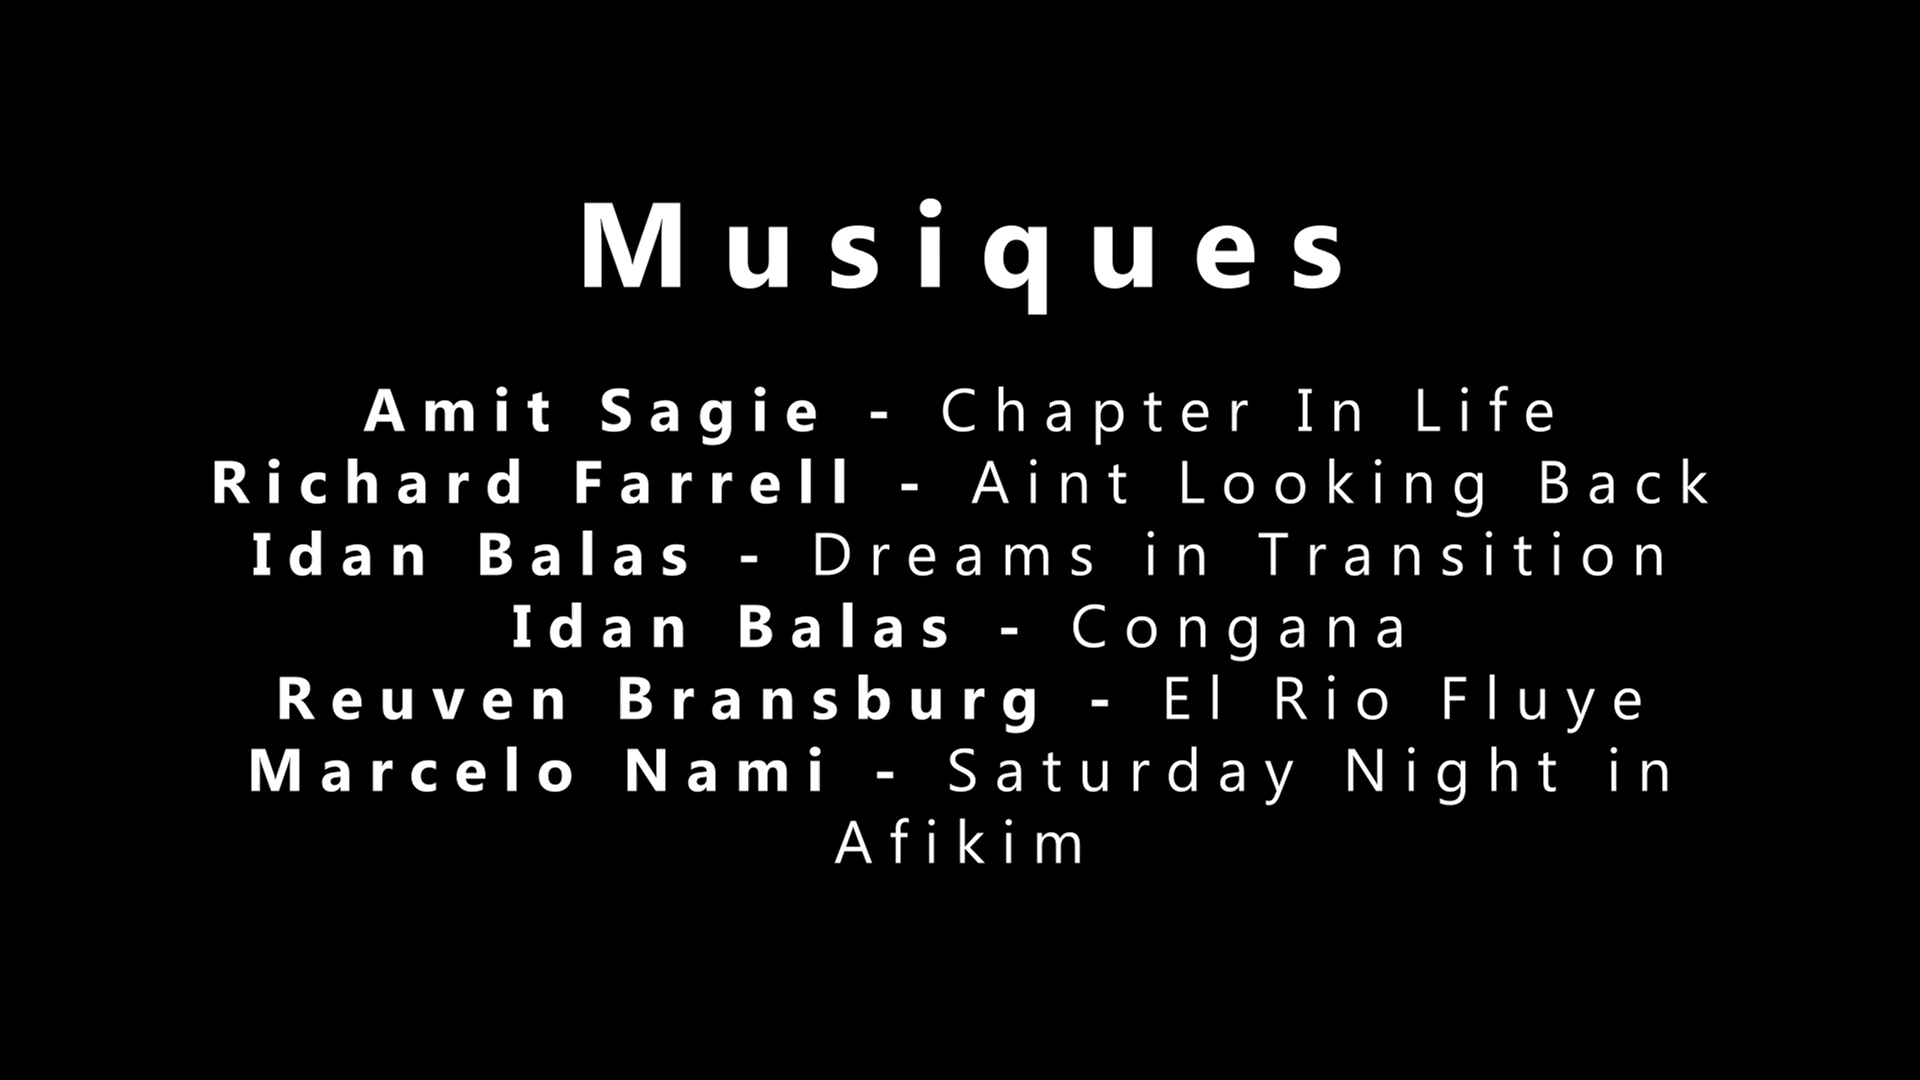 Musiques
Amit Sagie - Chapter In Life
Richard Farrell - Aint Looking Back
Idan Balas - Dreams in Transition
Idan Balas - Congana
Reuven Bransburg - El Rio Fluye
Marcelo Nami - Saturday Night in
Afikim